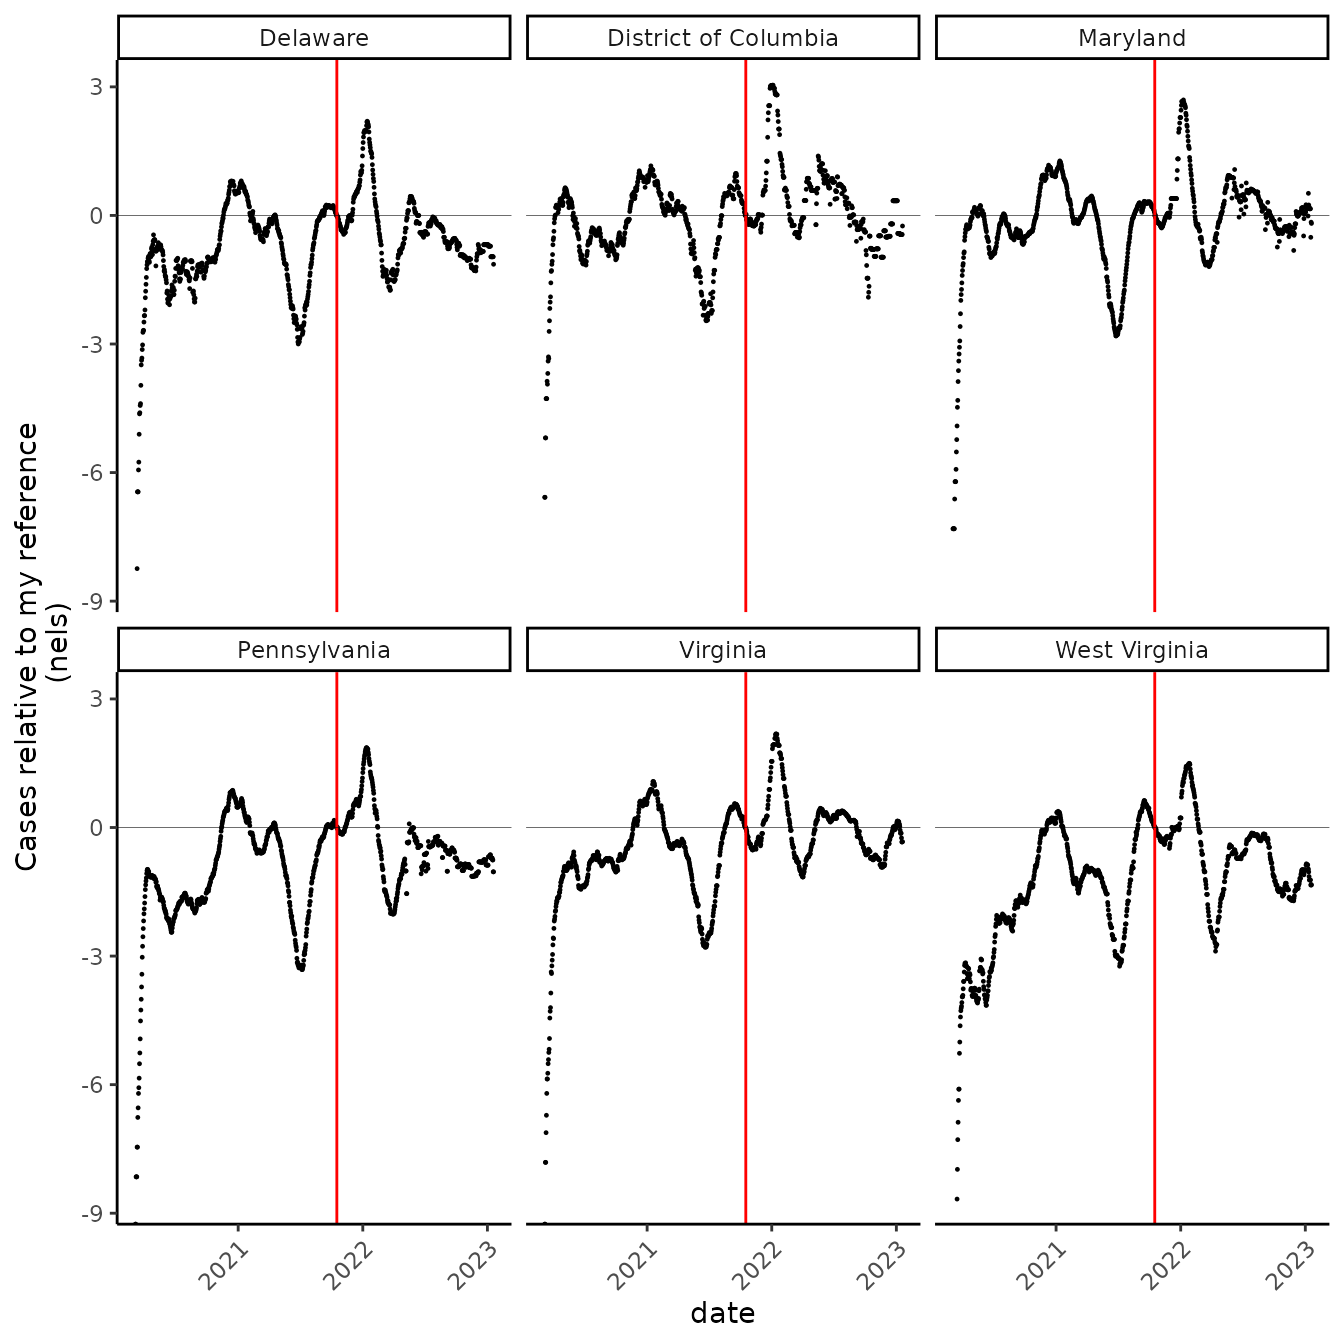 Delaware
District of Columbia
Maryland
3
0
-3
-6
-9
Pennsylvania
Virginia
West Virginia
3
0
-3
-6
-9
2021
2022
2023
2021
2022
2023
2021
2022
2023
date
Cases relative to my reference
(nels)